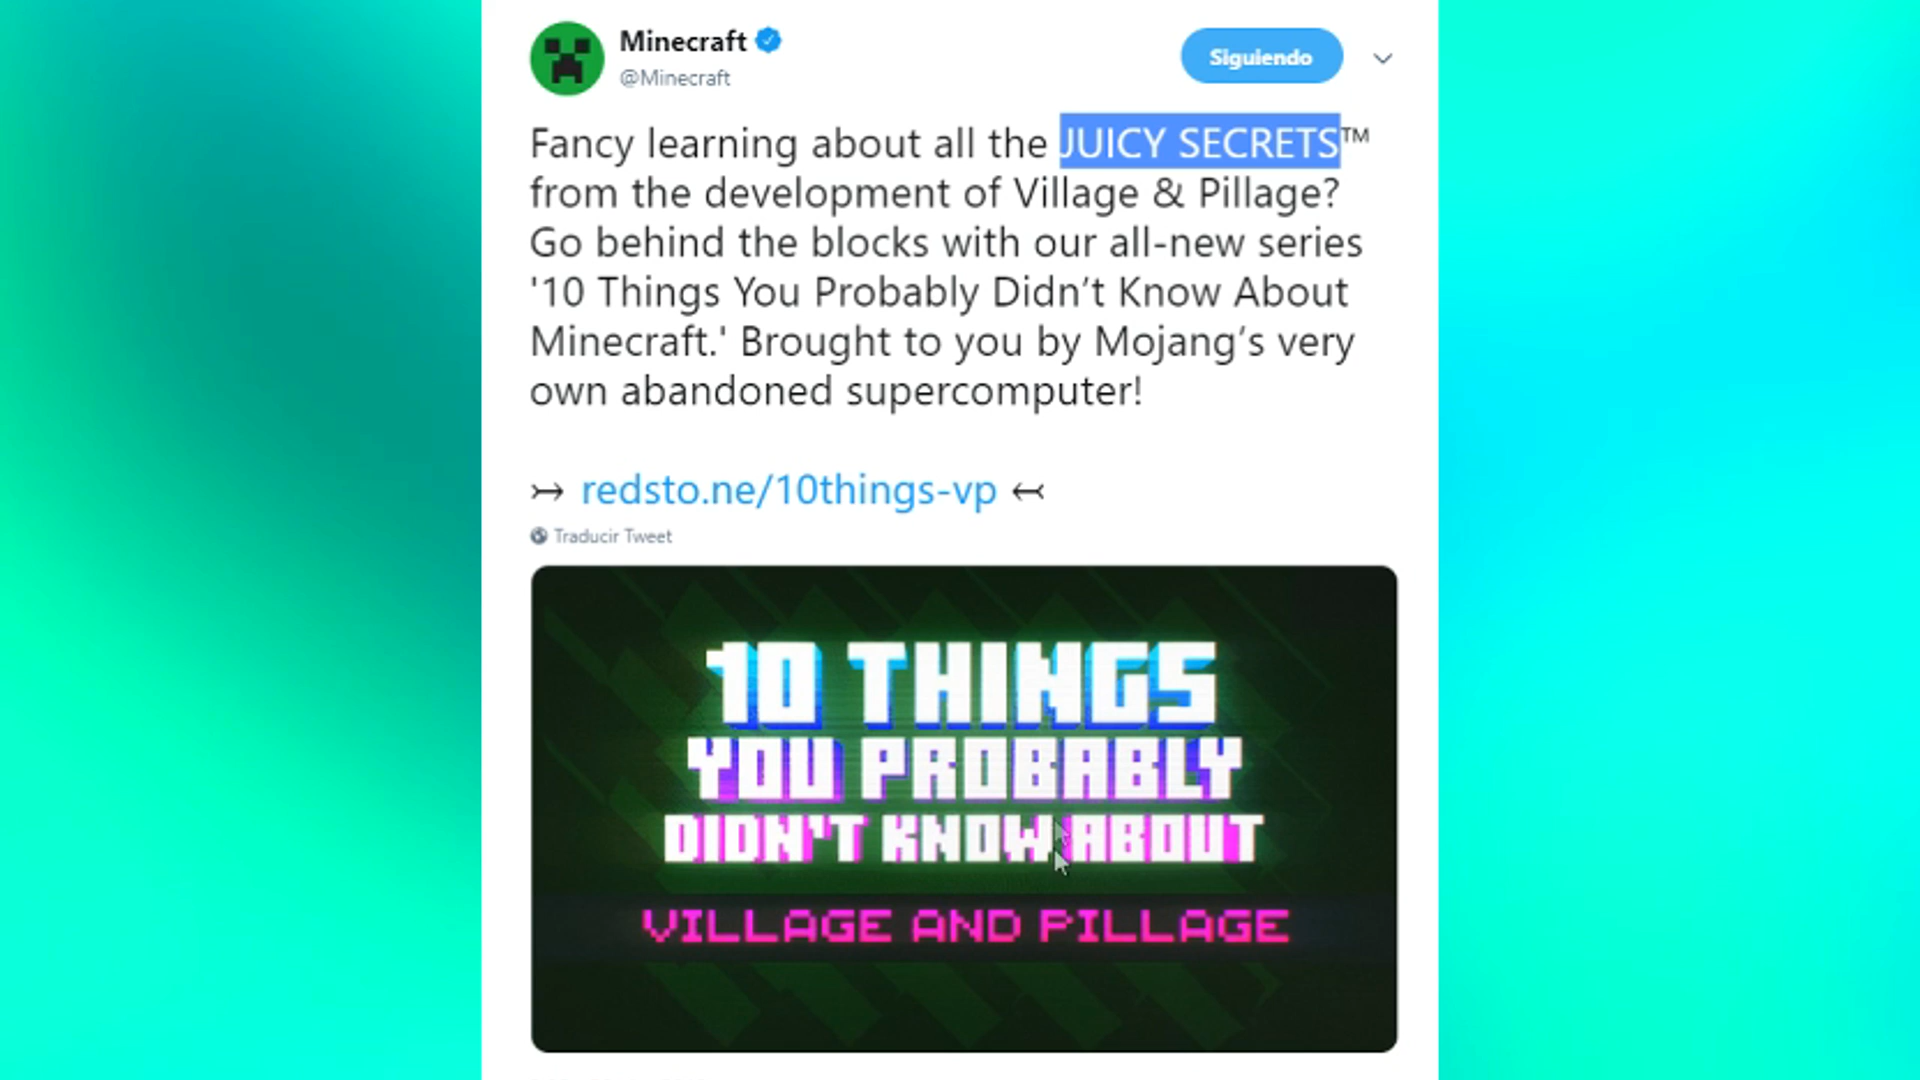 Minecraft
@Minecraft
Siguiendo
Fancy learning about all the JUICY SECRETS™
from the development of Village & Pillage?
Go behind the blocks with our all-new series
'10 Things You Probably Didn’t Know About
Minecraft.' Brought to you by Mojang’s very
own abandoned supercomputer!
↣ redsto.ne/10things-vp ↢
Traducir Tweet
10 THINGS
YOU PROBABLY
DIDN'T KNOW ABOUT
VILLAGE AND PILLAGE